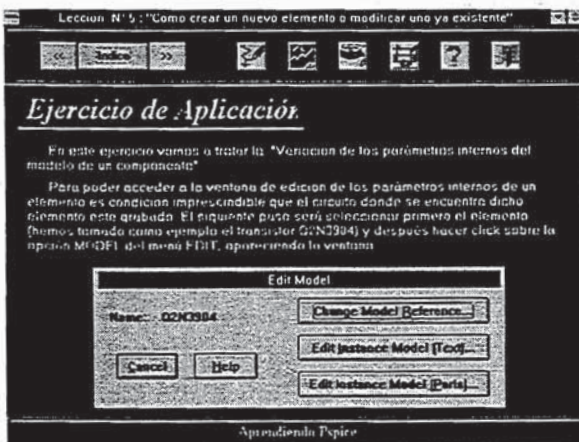 Leccion N° 5 : "Como crear un nuevo elemento o modificar uno ya existente"
<< Indice >>
?
Ejercicio de Aplicación
En este ejercicio vamos a tratar la "Variacion de los parámetros internos del
modelo de un componente"
Para poder acceder a la ventana de edicion de los parámetros internos de un
elemento es condición imprescindible que el circuito donde se encuentra dicho
elemento este grabado. El siguiente paso será seleccionar primero el elemento
(hemos tomado como ejemplo el transistor Q2N3904) y después hacer click sobre la
opción MODEL del menú EDIT, apareciendo la ventana
Edit Model
Name: Q2N3904
Change Model Reference...
Edit Instance Model (Text)...
Cancel Help
Edit Instance Model (Parts)...
Aprendiendo Pspice